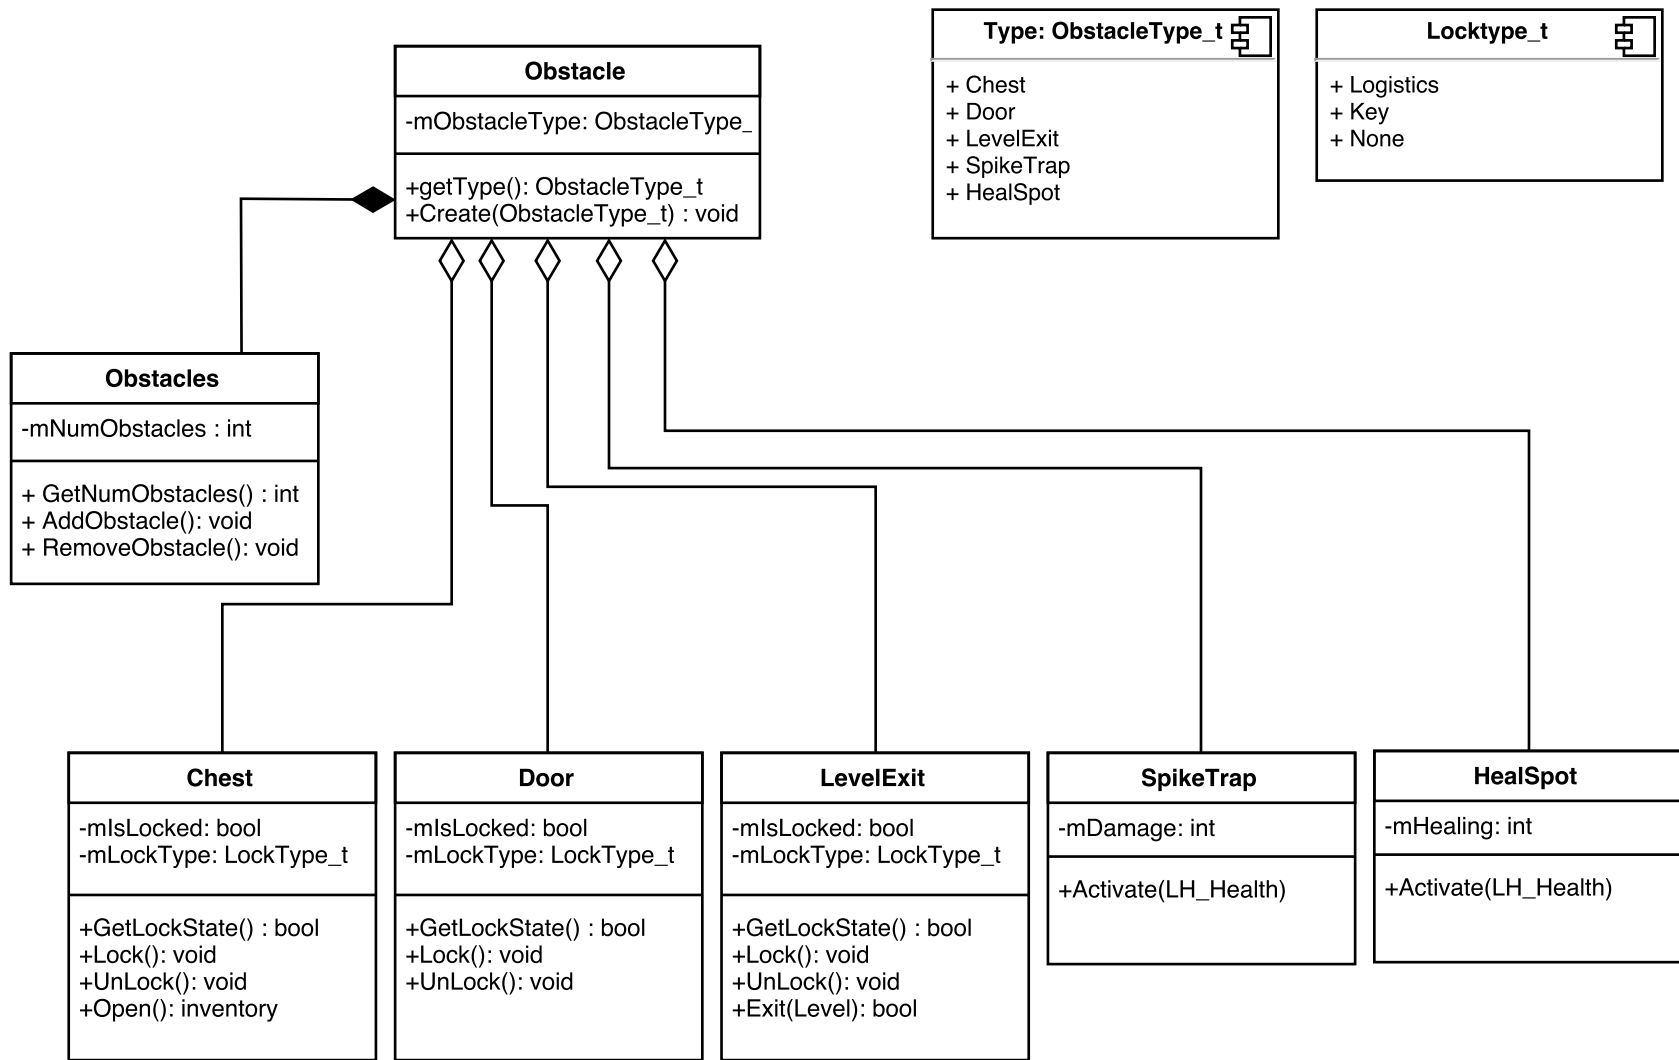 Obstacle
-mObstacleType: ObstacleType_
+getType(): ObstacleType_t
+Create(ObstacleType_t) : void
Type: ObstacleType_t
+ Chest
+ Door
+ LevelExit
+ SpikeTrap
+ HealSpot
Locktype_t
+ Logistics
+ Key
+ None
Obstacles
-mNumObstacles : int
+ GetNumObstacles() : int
+ AddObstacle(): void
+ RemoveObstacle(): void
Chest
-mIsLocked: bool
-mLockType: LockType_t
+GetLockState() : bool
+Lock(): void
+UnLock(): void
+Open(): inventory
Door
-mIsLocked: bool
-mLockType: LockType_t
+GetLockState() : bool
+Lock(): void
+UnLock(): void
LevelExit
-mIsLocked: bool
-mLockType: LockType_t
+GetLockState() : bool
+Lock(): void
+UnLock(): void
+Exit(Level): bool
SpikeTrap
-mDamage: int
+Activate(LH_Health)
HealSpot
-mHealing: int
+Activate(LH_Health)